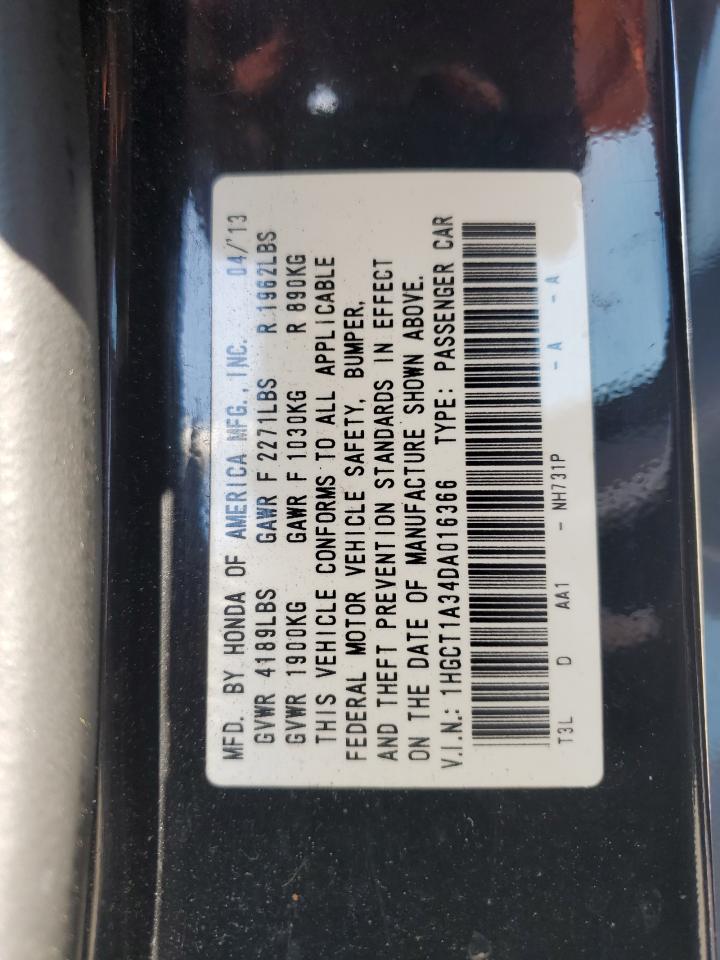 MFD. BY HONDA OF AMERICA MFG., INC. 04/'13
GVWR 4189LBS GAWR F 2271LBS R 1962LBS
GVWR 1900KG GAWR F 1030KG R 890KG
THIS VEHICLE CONFORMS TO ALL APPLICABLE
FEDERAL MOTOR VEHICLE SAFETY, BUMPER,
AND THEFT PREVENTION STANDARDS IN EFFECT
ON THE DATE OF MANUFACTURE SHOWN ABOVE.
V.I.N.: 1HGCT1A34DA016366 TYPE: PASSENGER CAR
T3L D AA1 - NH731P - A - A